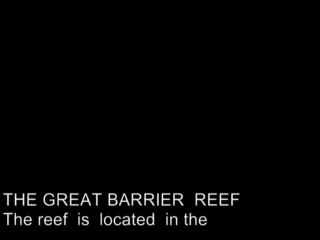 THE GREAT BARRIER  REEF
The reef  is  located  in the